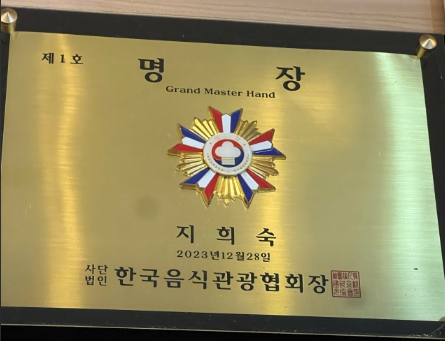 제1호
명 장
Grand Master Hand
지 희 숙
2023년12월28일
사단
법인 한국음식관광협회장